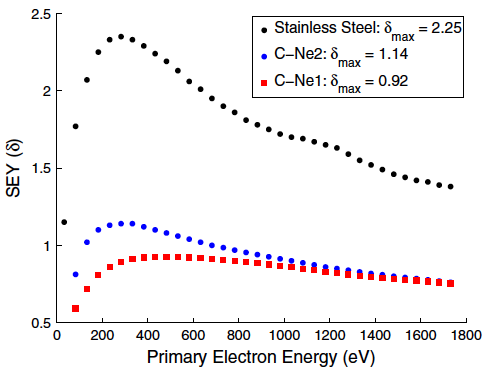 2.5
2
1.5
1
0.5
SEY (δ)
Stainless Steel: δmax = 2.25
C−Ne2: δmax = 1.14
C−Ne1: δmax = 0.92
0 200 400 600 800 1000 1200 1400 1600 1800
Primary Electron Energy (eV)